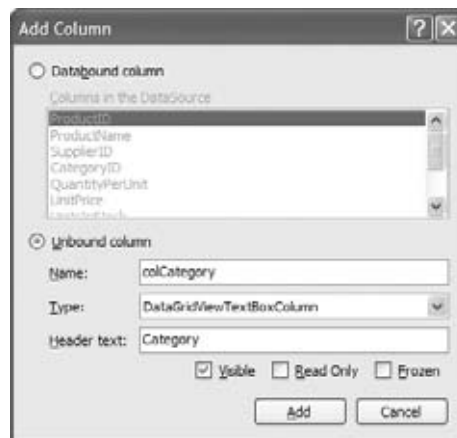 Add Column
Databound column
Columns in the DataSource
ProductID
ProductName
SupplierID
CategoryID
QuantityPerUnit
UnitPrice
UnitsInStock
Unbound column
Name: colCategory
Type: DataGridViewTextBoxColumn
Header text: Category
Visible Read Only Frozen
Add Cancel